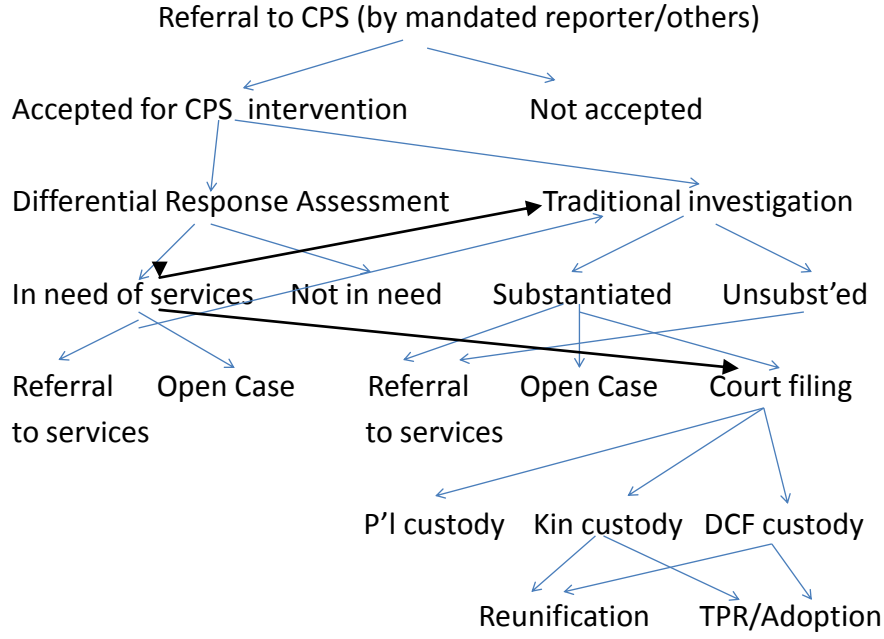 Referral to CPS (by mandated reporter/others)
Accepted for CPS intervention
Not accepted
Differential Response Assessment
Traditional investigation
In need of services
Not in need
Substantiated
Unsubst'ed
Referral
to services
Open Case
Referral
to services
Open Case
Court filing
P'l custody
Kin custody
DCF custody
Reunification
TPR/Adoption